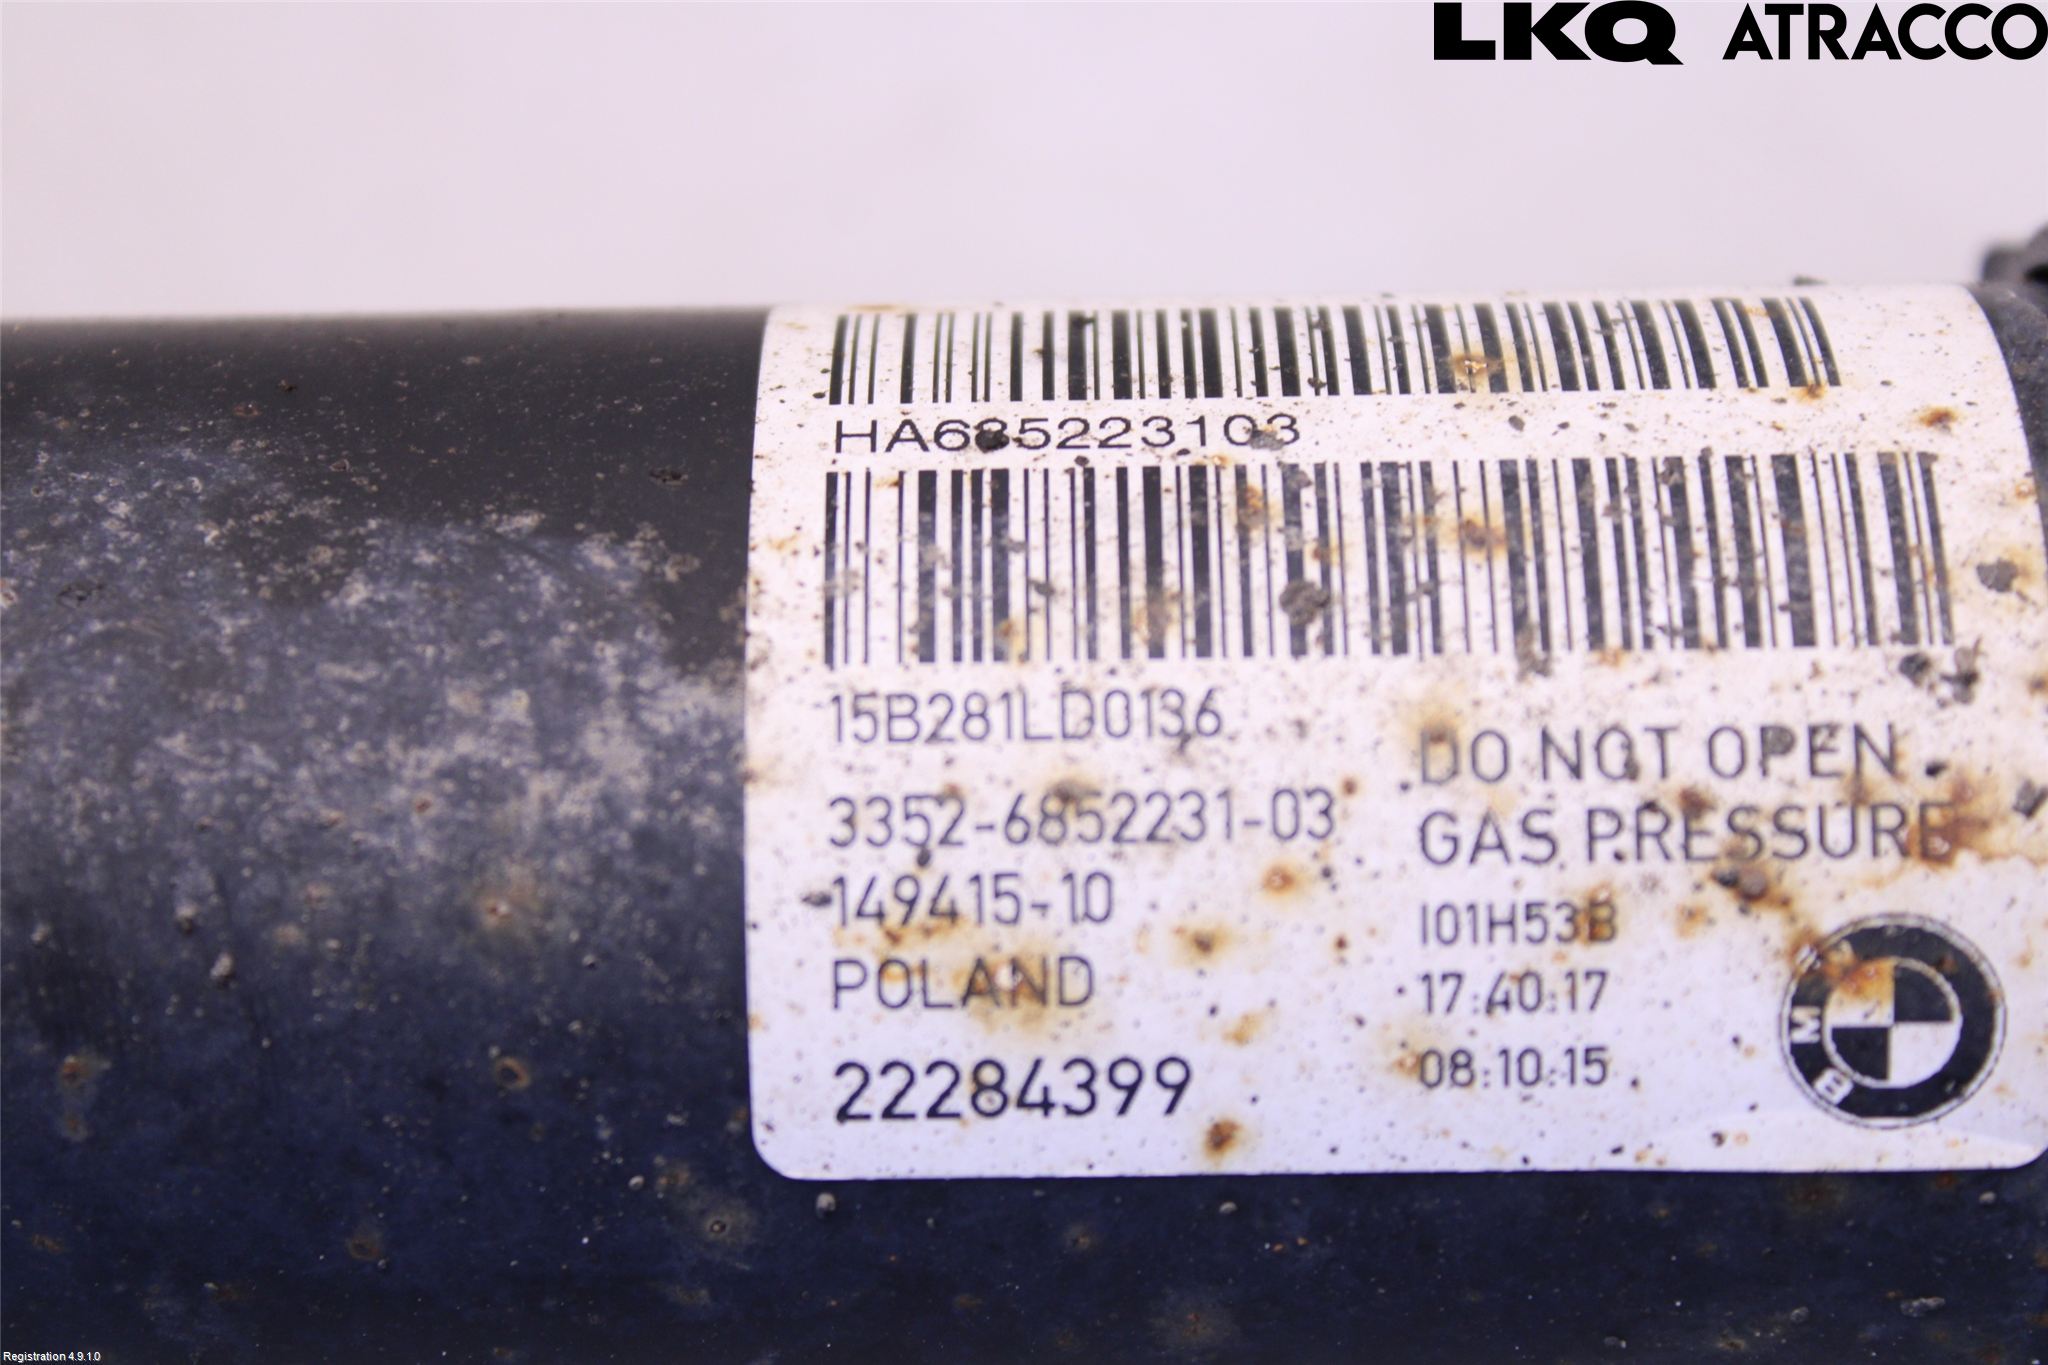 LKQ ATRACCO
HA685223103
15B281LD0136
3352-6852231-03
149415-10
POLAND
22284399
DO NOT OPEN
GAS PRESSURE
I01H53B
17:40:17
08:10:15
BMW
Registration 4.9.1.0